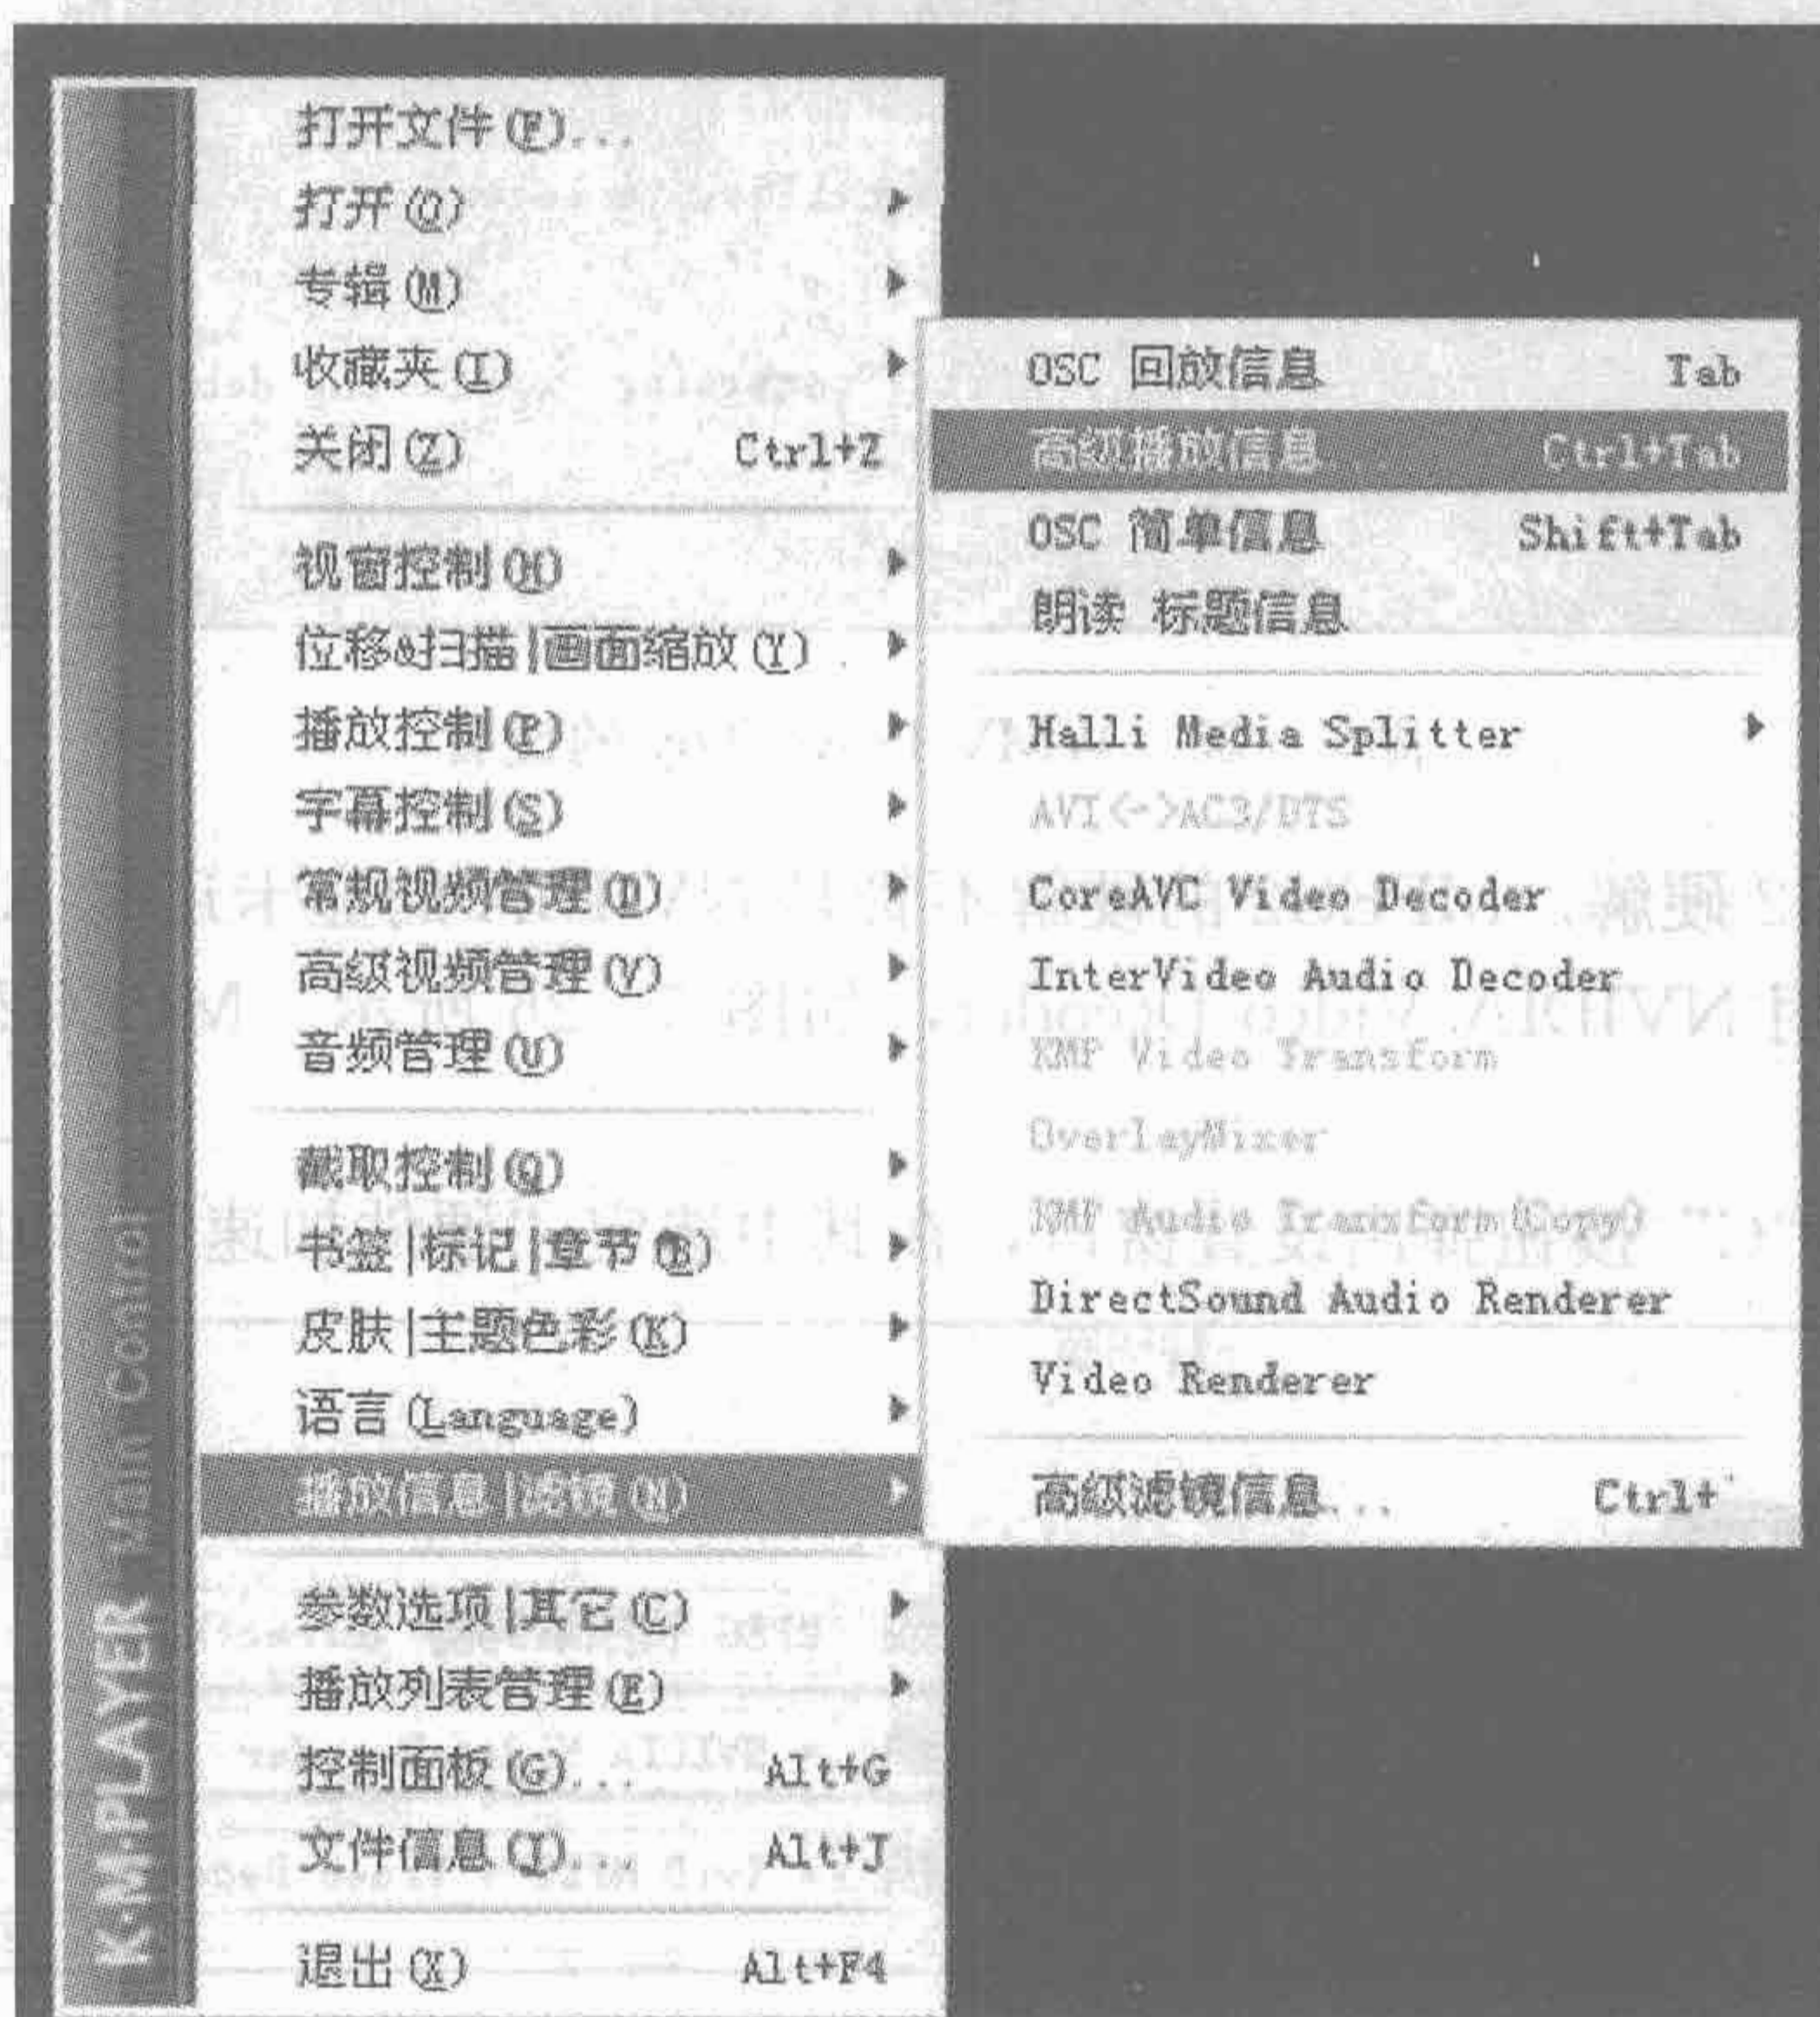 打开文件(F)...
打开(O)
专辑(M)
收藏夹(I)
关闭(Z) Ctrl+Z
视窗控制(W)
位移&扫描|画面缩放(Y)
播放控制(P)
字幕控制(S)
常规视频管理(D)
高级视频管理(V)
音频管理(U)
截取控制(Q)
书签|标记|章节(B)
皮肤|主题色彩(K)
语言(Language)
播放信息|滤镜(N)
参数选项|其它(C)
播放列表管理(E)
控制面板(G)... Alt+G
文件信息(J)... Alt+J
退出(X) Alt+F4
K·M·PLAYER Main Control
OSC 回放信息 Tab
高级播放信息... Ctrl+Tab
OSC 简单信息 Shift+Tab
朗读 标题信息
Halli Media Splitter
AVI<->AC3/DTS
CoreAVC Video Decoder
InterVideo Audio Decoder
KMP Video Transform
OverlayMixer
KMP Audio Transform(Copy)
DirectSound Audio Renderer
Video Renderer
高级滤镜信息... Ctrl+`